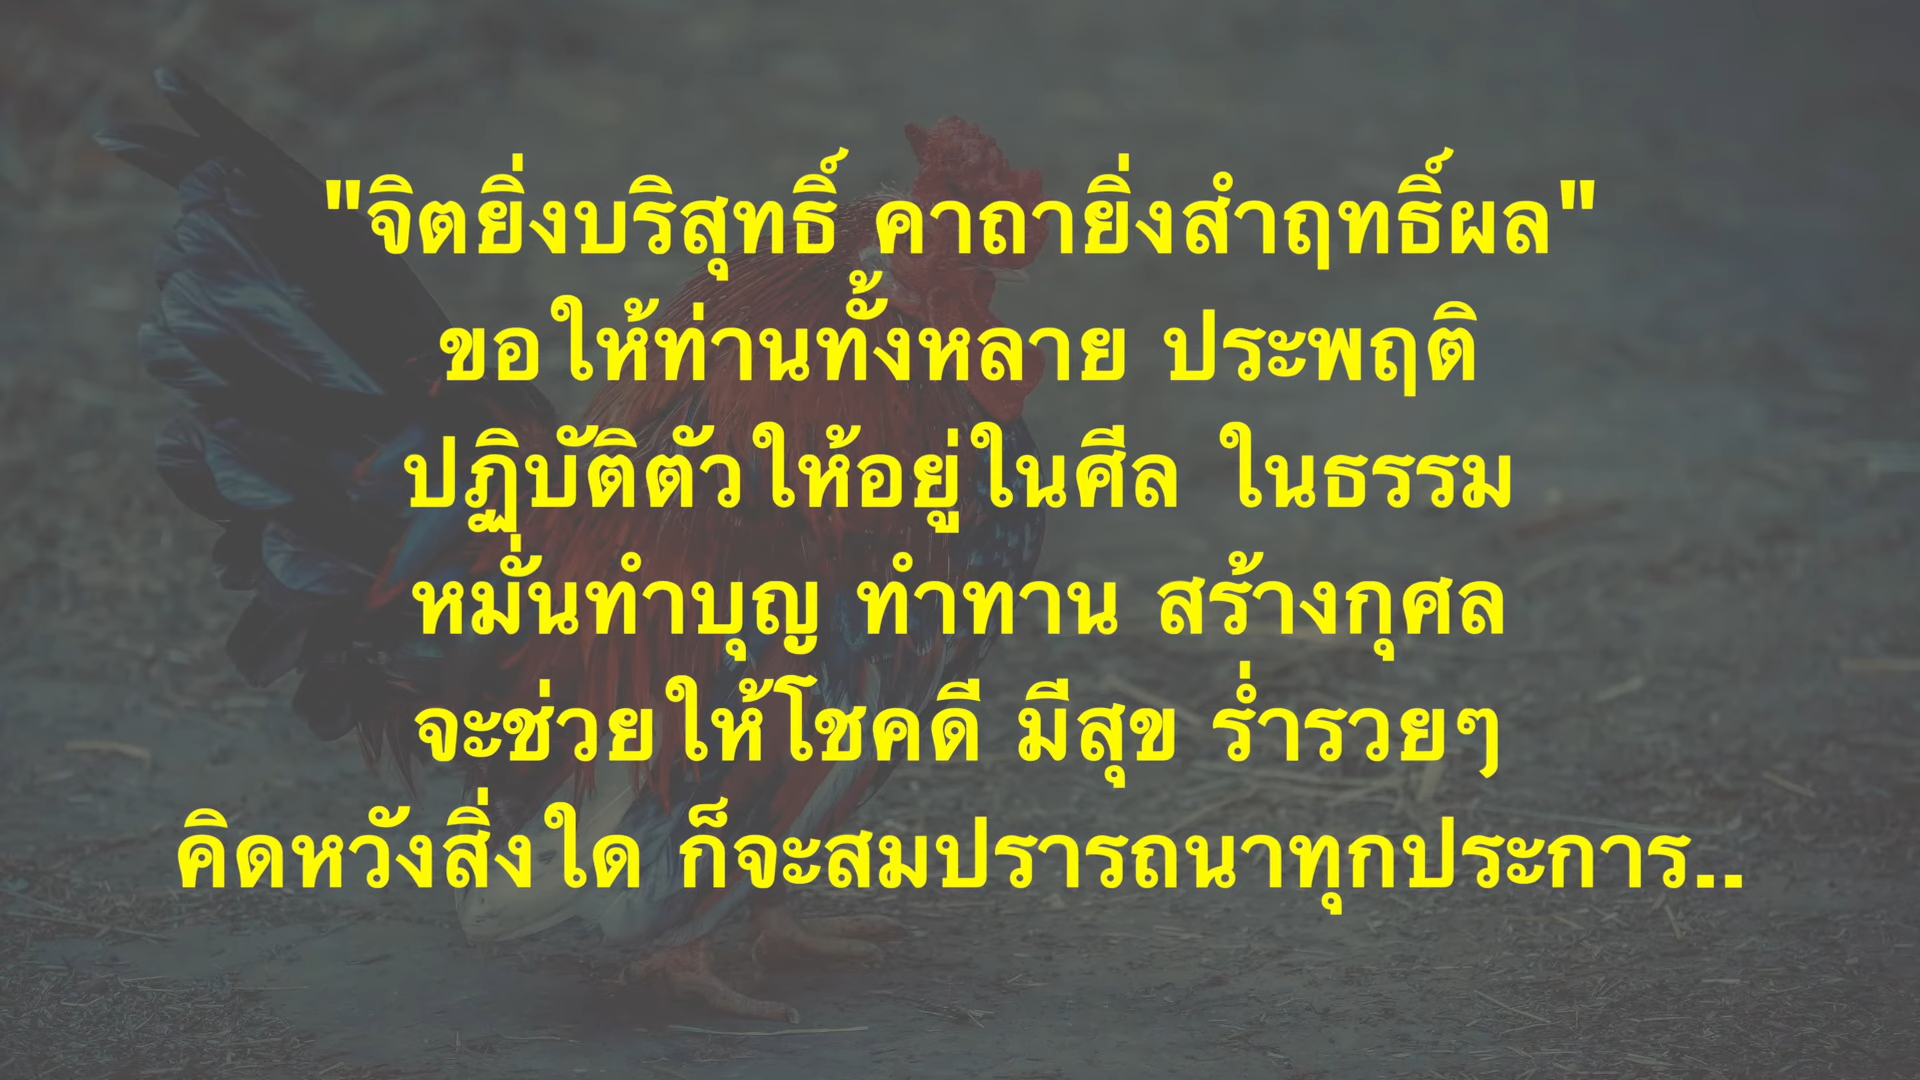 "จิตยิ่งบริสุทธิ์ คาถายิ่งสำฤทธิ์ผล"
ขอให้ท่านทั้งหลาย ประพฤติ
ปฏิบัติตัวให้อยู่ในศีล ในธรรม
หมั่นทำบุญ ทำทาน สร้างกุศล
จะช่วยให้โชคดี มีสุข ร่ำรวยๆ
คิดหวังสิ่งใด ก็จะสมปรารถนาทุกประการ..